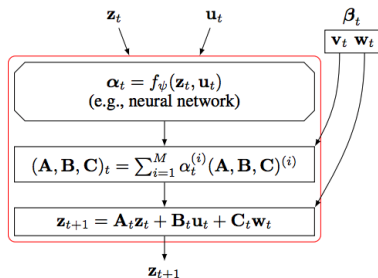 z_t u_t β_t
v_t w_t
α_t = f_ψ(z_t, u_t)
(e.g., neural network)
(A, B, C)_t = ∑_{i=1}^{M} α_t^{(i)}(A, B, C)^{(i)}
z_{t+1} = A_t z_t + B_t u_t + C_t w_t
z_{t+1}